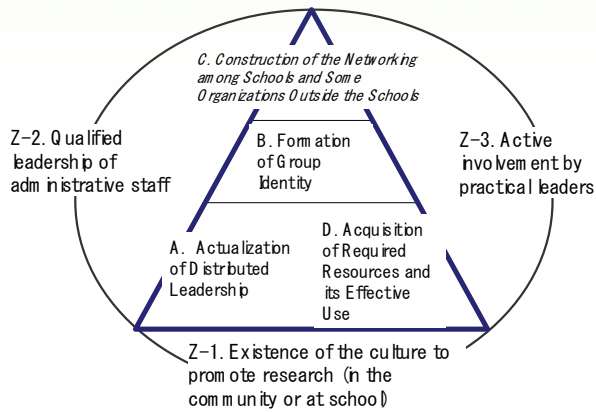 C. Construction of the Networking
among Schools and Some
Organizations Outside the Schools
Z-2. Qualified
leadership of
administrative staff
B. Formation
of Group
Identity
Z-3. Active
involvement by
practical leaders
A. Actualization
of Distributed
Leadership
D. Acquisition
of Required
Resources and
its Effective
Use
Z-1. Existence of the culture to
promote research (in the
community or at school)